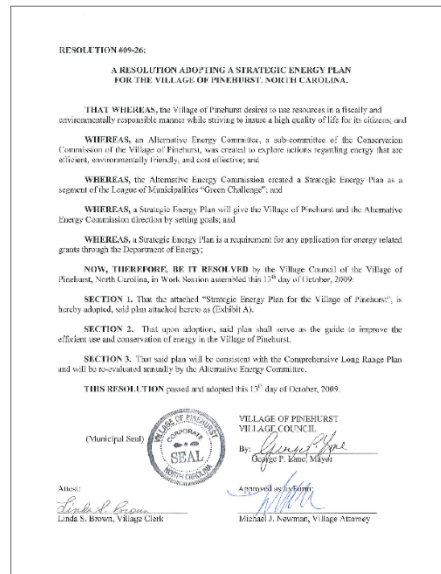 RESOLUTION #09-26:
A RESOLUTION ADOPTING A STRATEGIC ENERGY PLAN
FOR THE VILLAGE OF PINEHURST, NORTH CAROLINA.
THAT WHEREAS, the Village of Pinehurst desires to use resources in a fiscally and
environmentally responsible manner while striving to insure a high quality of life for its citizens; and
WHEREAS, an Alternative Energy Committee, a sub-committee of the Conservation
Commission of the Village of Pinehurst, was created to explore actions regarding energy that are
efficient, environmentally friendly, and cost effective; and
WHEREAS, the Alternative Energy Commission created a Strategic Energy Plan as a
segment of the League of Municipalities "Green Challenge"; and
WHEREAS, a Strategic Energy Plan will give the Village of Pinehurst and the Alternative
Energy Commission direction by setting goals; and
WHEREAS, a Strategic Energy Plan is a requirement for any application for energy related
grants through the Department of Energy;
NOW, THEREFORE, BE IT RESOLVED by the Village Council of the Village of
Pinehurst, North Carolina, in Work Session assembled this 13th day of October, 2009:
SECTION 1. That the attached "Strategic Energy Plan for the Village of Pinehurst", is
hereby adopted, said plan attached hereto as (Exhibit A).
SECTION 2. That upon adoption, said plan shall serve as the guide to improve the
efficient use and conservation of energy in the Village of Pinehurst.
SECTION 3. That said plan will be consistent with the Comprehensive Long Range Plan
and will be re-evaluated annually by the Alternative Energy Committee.
THIS RESOLUTION passed and adopted this 13th day of October, 2009.
(Municipal Seal)
VILLAGE OF PINEHURST
CORPORATE
SEAL
NORTH CAROLINA
VILLAGE OF PINEHURST
VILLAGE COUNCIL
By: George P. Lane
George P. Lane, Mayor
Attest:
Linda S. Brown
Linda S. Brown, Village Clerk
Approved as to Form:
Michael J. Newman, Village Attorney